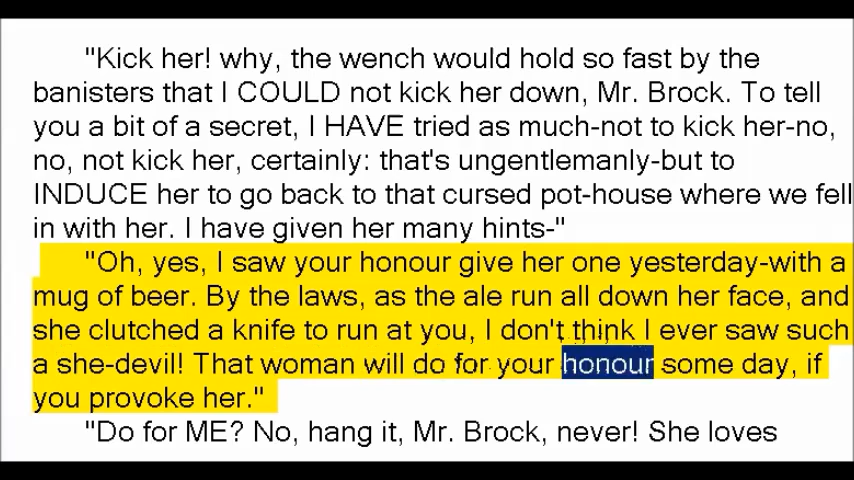 "Kick her! why, the wench would hold so fast by the
banisters that I COULD not kick her down, Mr. Brock. To tell
you a bit of a secret, I HAVE tried as much-not to kick her-no,
no, not kick her, certainly: that's ungentlemanly-but to
INDUCE her to go back to that cursed pot-house where we fell
in with her. I have given her many hints-"
"Oh, yes, I saw your honour give her one yesterday-with a
mug of beer. By the laws, as the ale run all down her face, and
she clutched a knife to run at you, I don't think I ever saw such
a she-devil! That woman will do for your honour some day, if
you provoke her."
"Do for ME? No, hang it, Mr. Brock, never! She loves